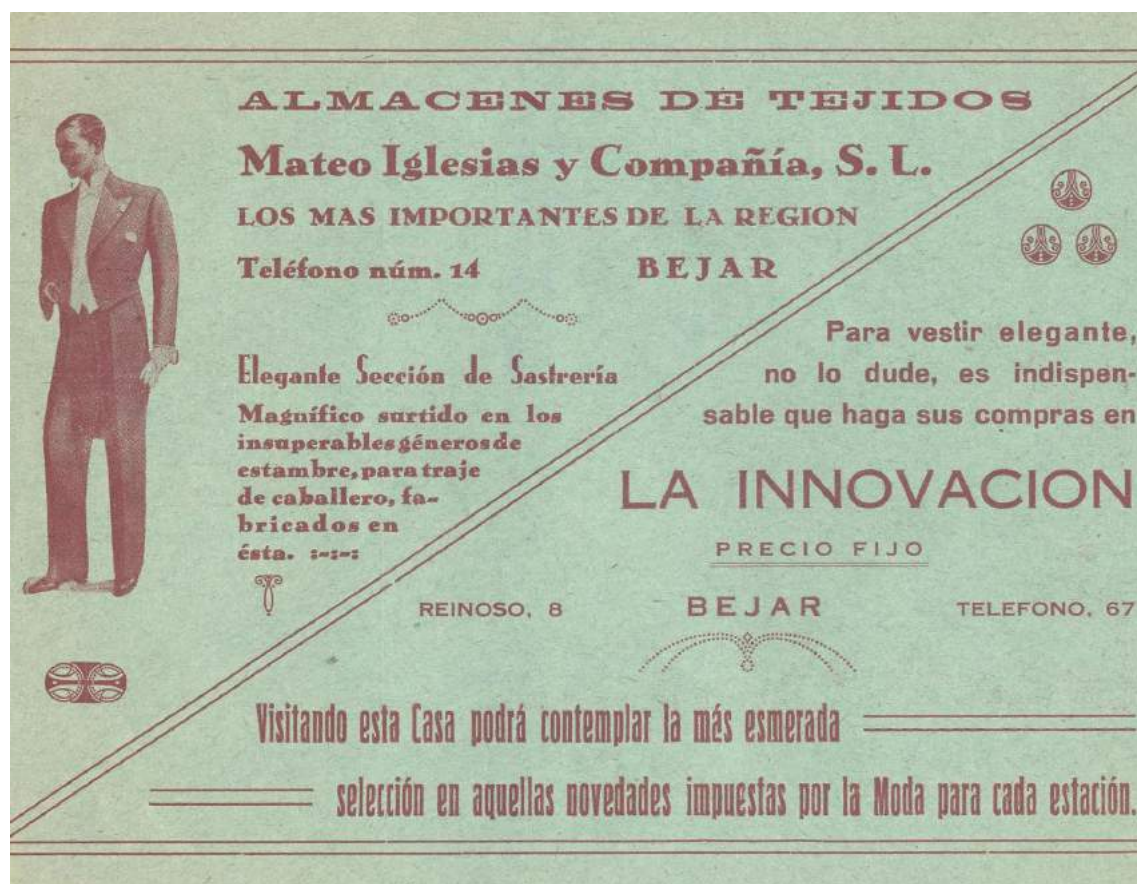 ALMACENES DE TEJIDOS
Mateo Iglesias y Compañía, S. L.
LOS MAS IMPORTANTES DE LA REGION
Teléfono núm. 14 BEJAR
Elegante Sección de Sastrería
Magnífico surtido en los
insuperables géneros de
estambre, para traje
de caballero, fa-
bricados en
ésta. :-:-:
Para vestir elegante,
no lo dude, es indispen-
sable que haga sus compras en
LA INNOVACION
PRECIO FIJO
REINOSO, 8 BEJAR TELEFONO, 67
Visitando esta Casa podrá contemplar la más esmerada
selección en aquellas novedades impuestas por la Moda para cada estación.